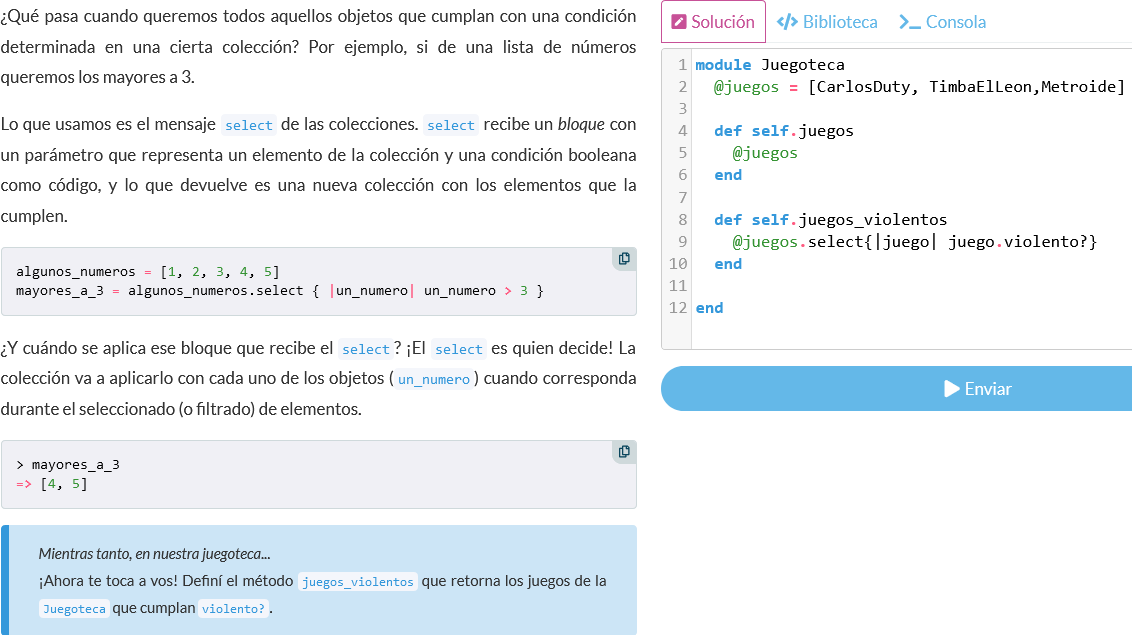 ¿Qué pasa cuando queremos todos aquellos objetos que cumplan con una condición
determinada en una cierta colección? Por ejemplo, si de una lista de números
queremos los mayores a 3.
Lo que usamos es el mensaje select de las colecciones. select recibe un bloque con
un parámetro que representa un elemento de la colección y una condición booleana
como código, y lo que devuelve es una nueva colección con los elementos que la
cumplen.
algunos_numeros = [1, 2, 3, 4, 5]
mayores_a_3 = algunos_numeros.select { |un_numero| un_numero > 3 }
¿Y cuándo se aplica ese bloque que recibe el select? ¡El select es quien decide! La
colección va a aplicarlo con cada uno de los objetos (un_numero) cuando corresponda
durante el seleccionado (o filtrado) de elementos.
> mayores_a_3
=> [4, 5]
Mientras tanto, en nuestra juegoteca...
¡Ahora te toca a vos! Definí el método juegos_violentos que retorna los juegos de la
Juegoteca que cumplan violento?.
Solución </> Biblioteca >_ Consola
1 module Juegoteca
2   @juegos = [CarlosDuty, TimbaElLeon,Metroide]
3
4   def self.juegos
5     @juegos
6   end
7
8   def self.juegos_violentos
9     @juegos.select{|juego| juego.violento?}
10   end
11
12 end
Enviar